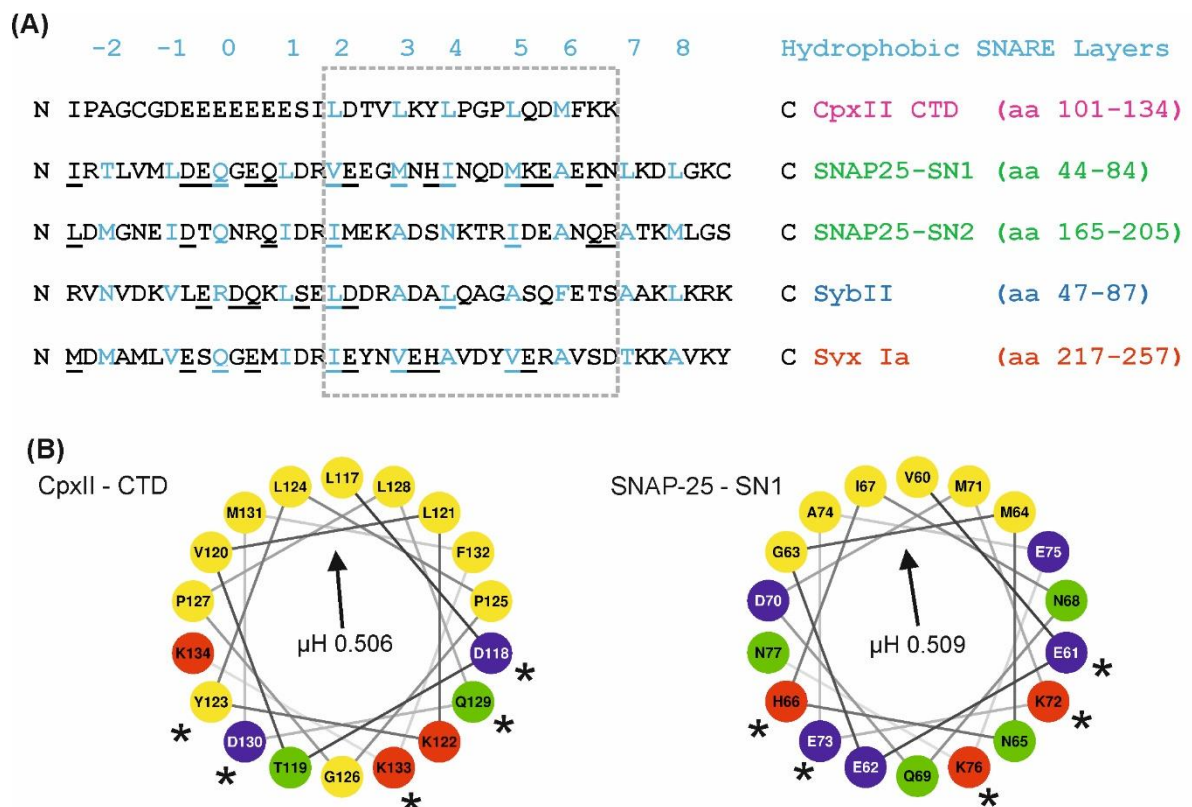 (A)
-2 -1 0 1 2 3 4 5 6 7 8 Hydrophobic SNARE Layers
N IPAGCGDEEEEEEESILDTVLKYLPGPLQDMFKK C CpxII CTD (aa 101-134)
N IRTLVMLDEQGEQLDRVEEGMNHINQDMKEAEKNLKDLGKC C SNAP25-SN1 (aa 44-84)
N LDMGNEIDTQNRQIDRIMEKADSNKTRIDEANQRATKMLGS C SNAP25-SN2 (aa 165-205)
N RVNVDKVLERDQKLSELDDRADALQAGASQFETSAAKLKRK C SybII (aa 47-87)
N MDMAMLVESQGEMIDRIEYNVEHAVDYVERAVSDTKKAVKY C Syx Ia (aa 217-257)
(B)
CpxII - CTD
L117
L124 L128
M131 L121
V120 F132
P127 P125
µH 0.506
K134 D118 *
Y123 Q129 *
* D130 K122
* T119 G126 K133 *
SNAP-25 - SN1
V60
I67 M71
A74 M64
G63 E75
D70 N68
µH 0.509
N77 E61 *
H66 K72 *
* E73 N65
* E62 Q69 K76 *